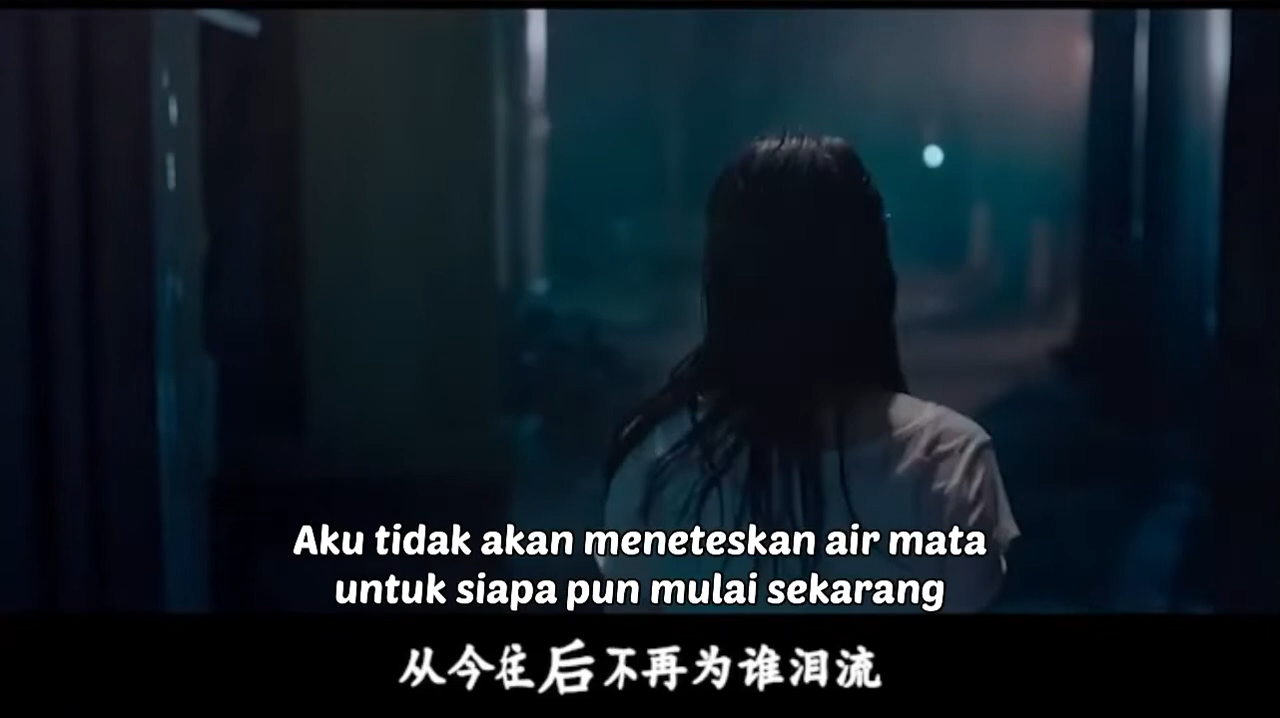 Aku tidak akan meneteskan air mata
untuk siapa pun mulai sekarang
从今往后不再为谁泪流